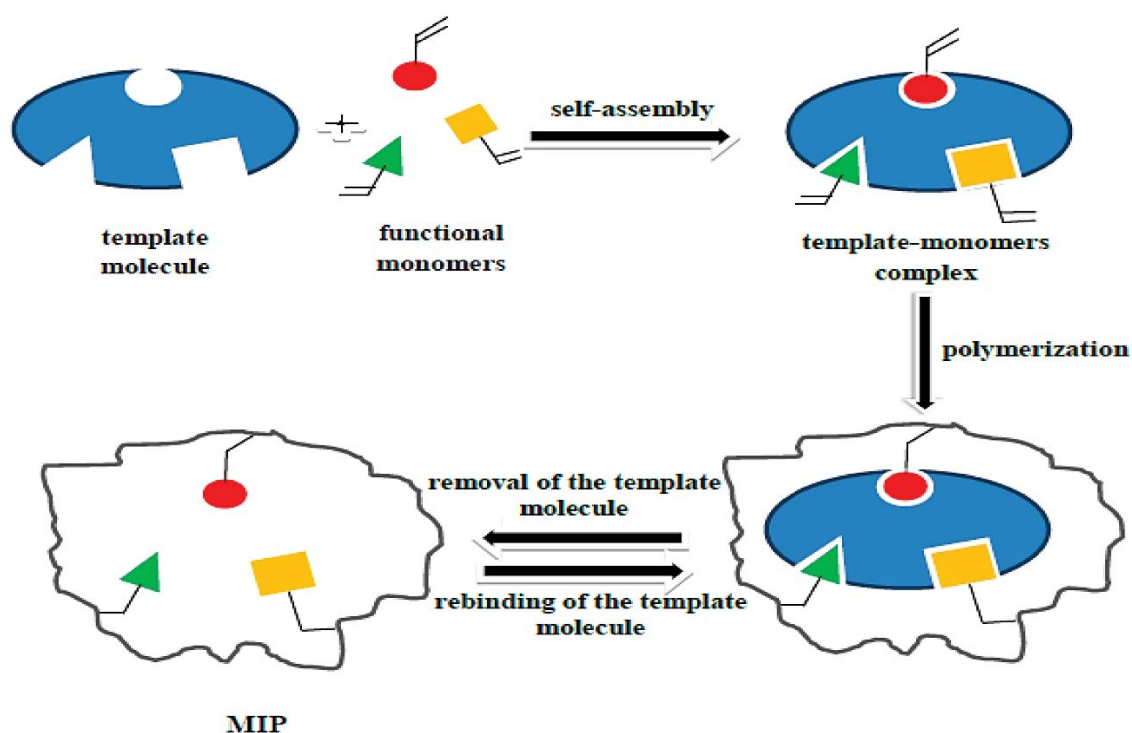 self-assembly
template
molecule
+
functional
monomers
template-monomers
complex
polymerization
removal of the template
molecule
rebinding of the template
molecule
MIP